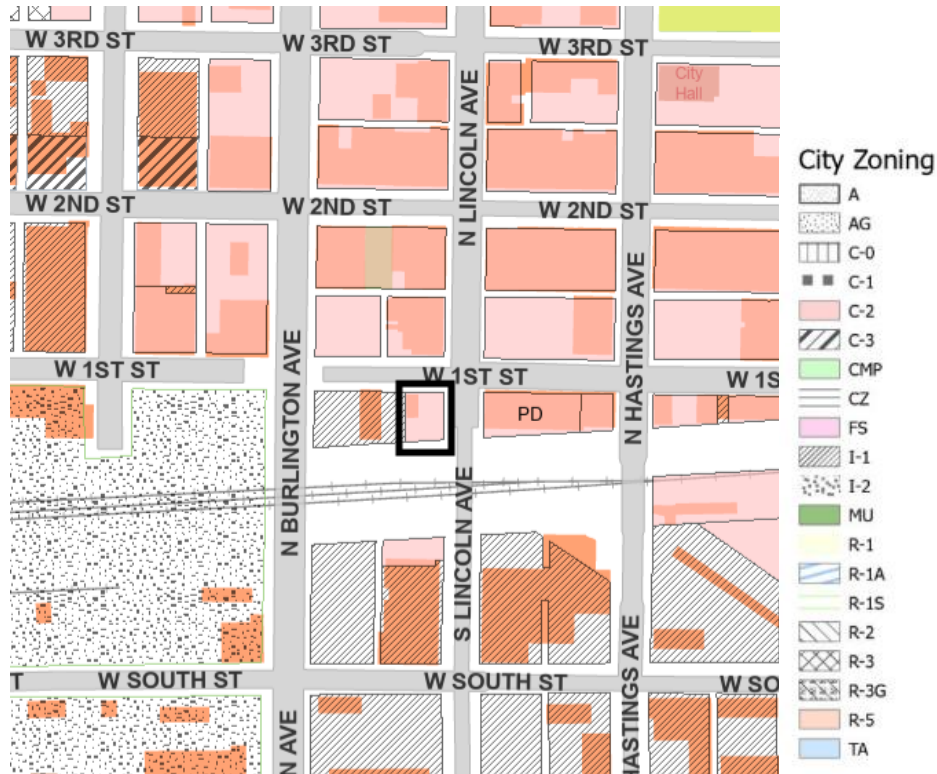 W 3RD ST
W 3RD ST
W 3RD ST
City
Hall
N LINCOLN AVE
W 2ND ST
W 2ND ST
W 2ND ST
N BURLINGTON AVE
N HASTINGS AVE
W 1ST ST
W 1ST ST
W 1S
PD
S LINCOLN AVE
HASTINGS AVE
T
W SOUTH ST
W SOUTH ST
W SO
N AVE
HASTINGS AVE
City Zoning
A
AG
C-0
C-1
C-2
C-3
CMP
CZ
FS
I-1
I-2
MU
R-1
R-1A
R-1S
R-2
R-3
R-3G
R-5
TA